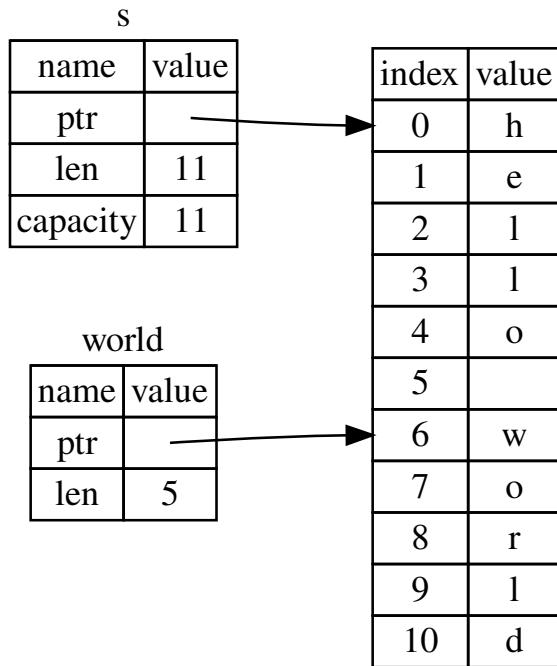 s
name value
ptr
len 11
capacity 11
world
name value
ptr
len 5
index value
0 h
1 e
2 l
3 l
4 o
5
6 w
7 o
8 r
9 l
10 d